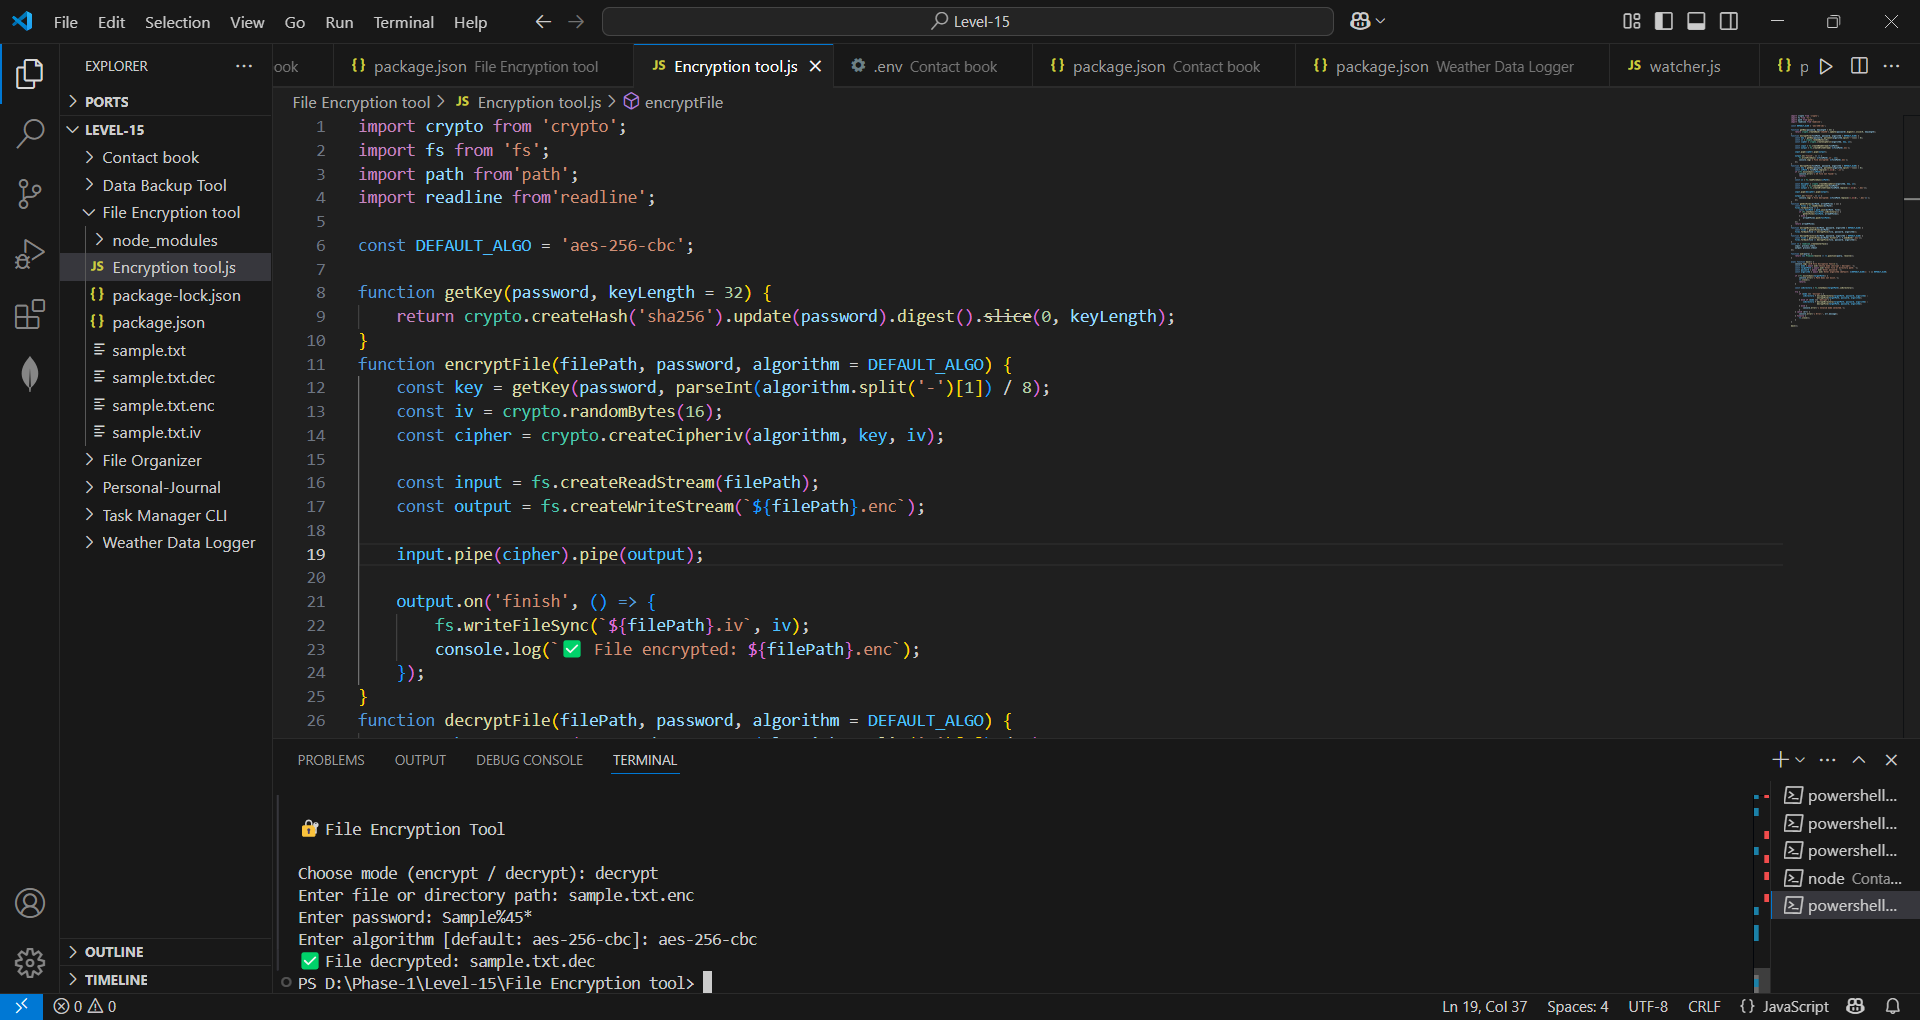 File Edit Selection View Go Run Terminal Help
Level-15
EXPLORER
PORTS
LEVEL-15
Contact book
Data Backup Tool
File Encryption tool
node_modules
JS Encryption tool.js
{} package-lock.json
{} package.json
sample.txt
sample.txt.dec
sample.txt.enc
sample.txt.iv
File Organizer
Personal-Journal
Task Manager CLI
Weather Data Logger
OUTLINE
TIMELINE
ook
{} package.json File Encryption tool
JS Encryption tool.js
.env Contact book
{} package.json Contact book
{} package.json Weather Data Logger
JS watcher.js
{} p
File Encryption tool > JS Encryption tool.js > encryptFile
1 import crypto from 'crypto';
2 import fs from 'fs';
3 import path from'path';
4 import readline from'readline';
5
6 const DEFAULT_ALGO = 'aes-256-cbc';
7
8 function getKey(password, keyLength = 32) {
9 return crypto.createHash('sha256').update(password).digest().slice(0, keyLength);
10 }
11 function encryptFile(filePath, password, algorithm = DEFAULT_ALGO) {
12 const key = getKey(password, parseInt(algorithm.split('-')[1]) / 8);
13 const iv = crypto.randomBytes(16);
14 const cipher = crypto.createCipheriv(algorithm, key, iv);
15
16 const input = fs.createReadStream(filePath);
17 const output = fs.createWriteStream(`${filePath}.enc`);
18
19 input.pipe(cipher).pipe(output);
20
21 output.on('finish', () => {
22 fs.writeFileSync(`${filePath}.iv`, iv);
23 console.log(`✅ File encrypted: ${filePath}.enc`);
24 });
25 }
26 function decryptFile(filePath, password, algorithm = DEFAULT_ALGO) {
PROBLEMS OUTPUT DEBUG CONSOLE TERMINAL
🔐 File Encryption Tool
Choose mode (encrypt / decrypt): decrypt
Enter file or directory path: sample.txt.enc
Enter password: Sample%45*
Enter algorithm [default: aes-256-cbc]: aes-256-cbc
✅ File decrypted: sample.txt.dec
PS D:\Phase-1\Level-15\File Encryption tool>
powershell...
powershell...
powershell...
node Conta...
powershell...
0 0
Ln 19, Col 37 Spaces: 4 UTF-8 CRLF {} JavaScript